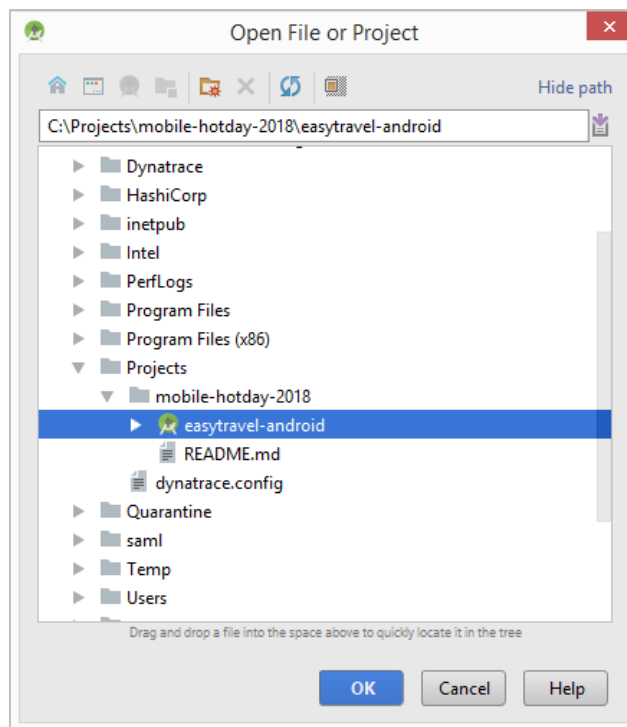 Open File or Project
Hide path
C:\Projects\mobile-hotday-2018\easytravel-android
Dynatrace
HashiCorp
inetpub
Intel
PerfLogs
Program Files
Program Files (x86)
Projects
mobile-hotday-2018
easytravel-android
README.md
dynatrace.config
Quarantine
saml
Temp
Users
Drag and drop a file into the space above to quickly locate it in the tree
OK Cancel Help